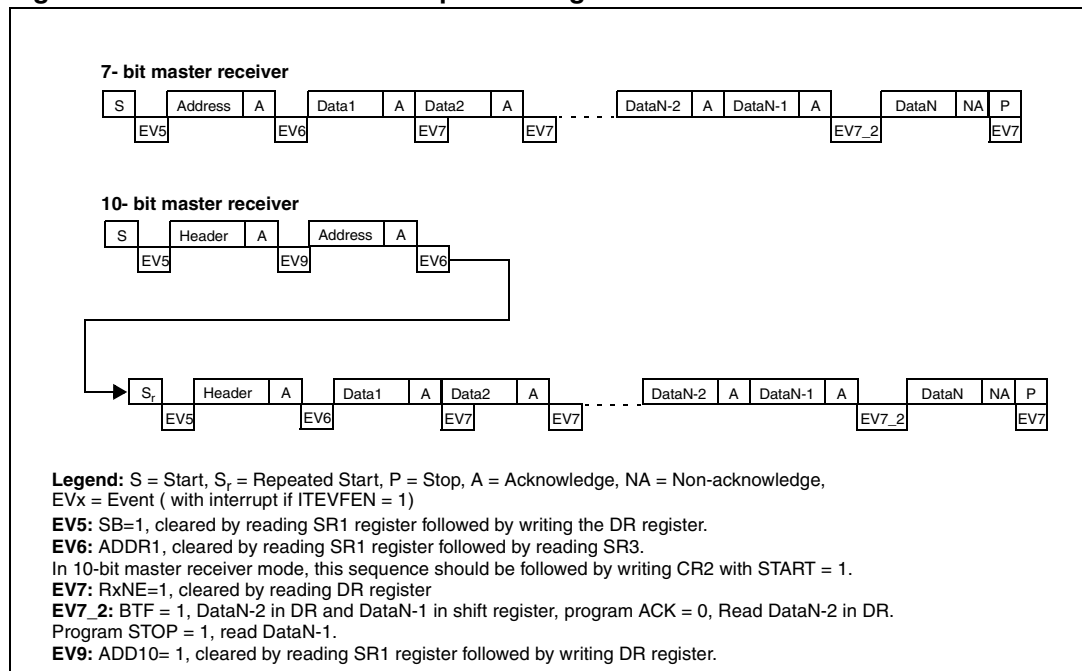 7- bit master receiver
S Address A Data1 A Data2 A DataN-2 A DataN-1 A DataN NA P
EV5 EV6 EV7 EV7 EV7_2 EV7
10- bit master receiver
S Header A Address A
EV5 EV9 EV6
Sr Header A Data1 A Data2 A DataN-2 A DataN-1 A DataN NA P
EV5 EV6 EV7 EV7 EV7_2 EV7
Legend: S = Start, Sr = Repeated Start, P = Stop, A = Acknowledge, NA = Non-acknowledge,
EVx = Event ( with interrupt if ITEVFEN = 1)
EV5: SB=1, cleared by reading SR1 register followed by writing the DR register.
EV6: ADDR1, cleared by reading SR1 register followed by reading SR3.
In 10-bit master receiver mode, this sequence should be followed by writing CR2 with START = 1.
EV7: RxNE=1, cleared by reading DR register
EV7_2: BTF = 1, DataN-2 in DR and DataN-1 in shift register, program ACK = 0, Read DataN-2 in DR.
Program STOP = 1, read DataN-1.
EV9: ADD10= 1, cleared by reading SR1 register followed by writing DR register.